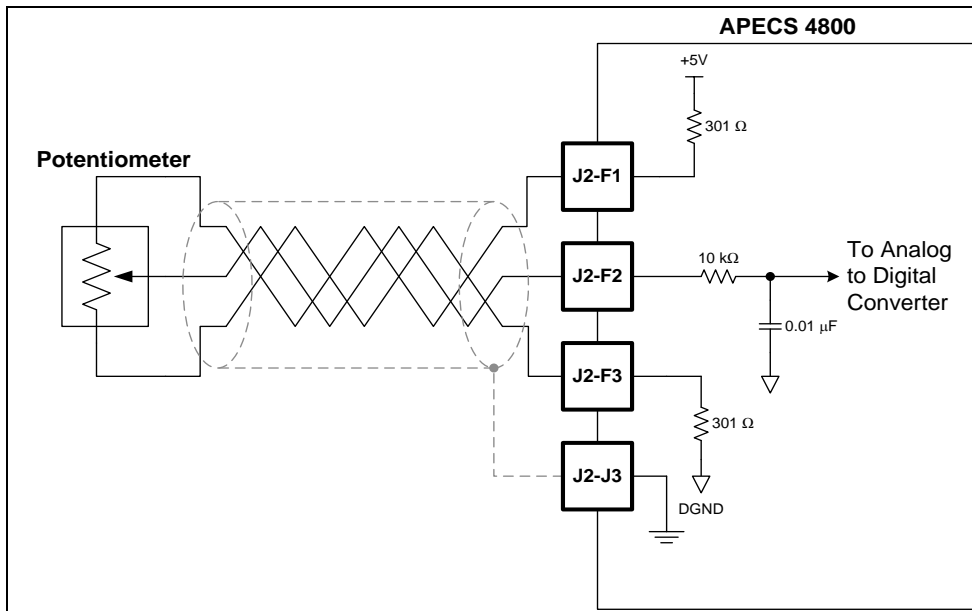 APECS 4800
+5V
301 Ω
Potentiometer
J2-F1
J2-F2
10 kΩ
To Analog
to Digital
Converter
0.01 μF
J2-F3
301 Ω
J2-J3
DGND